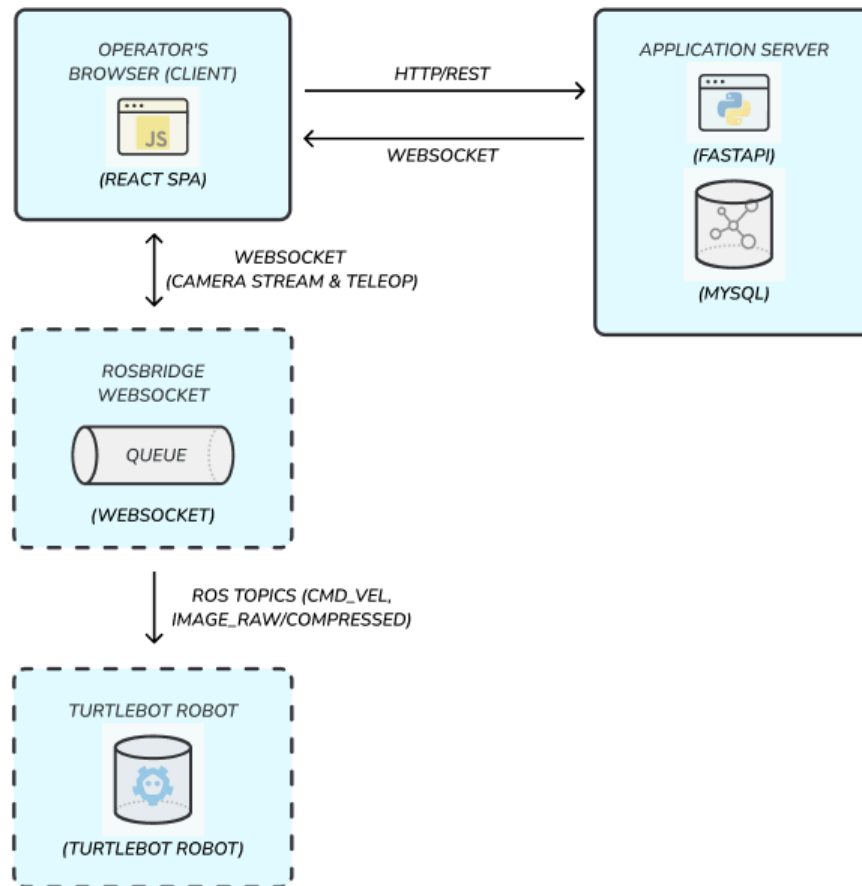 OPERATOR'S
BROWSER (CLIENT)
JS
(REACT SPA)
HTTP/REST
WEBSOCKET
APPLICATION SERVER
(FASTAPI)
(MYSQL)
WEBSOCKET
(CAMERA STREAM & TELEOP)
ROSBRIDGE
WEBSOCKET
QUEUE
(WEBSOCKET)
ROS TOPICS (CMD_VEL,
IMAGE_RAW/COMPRESSED)
TURTLEBOT ROBOT
(TURTLEBOT ROBOT)